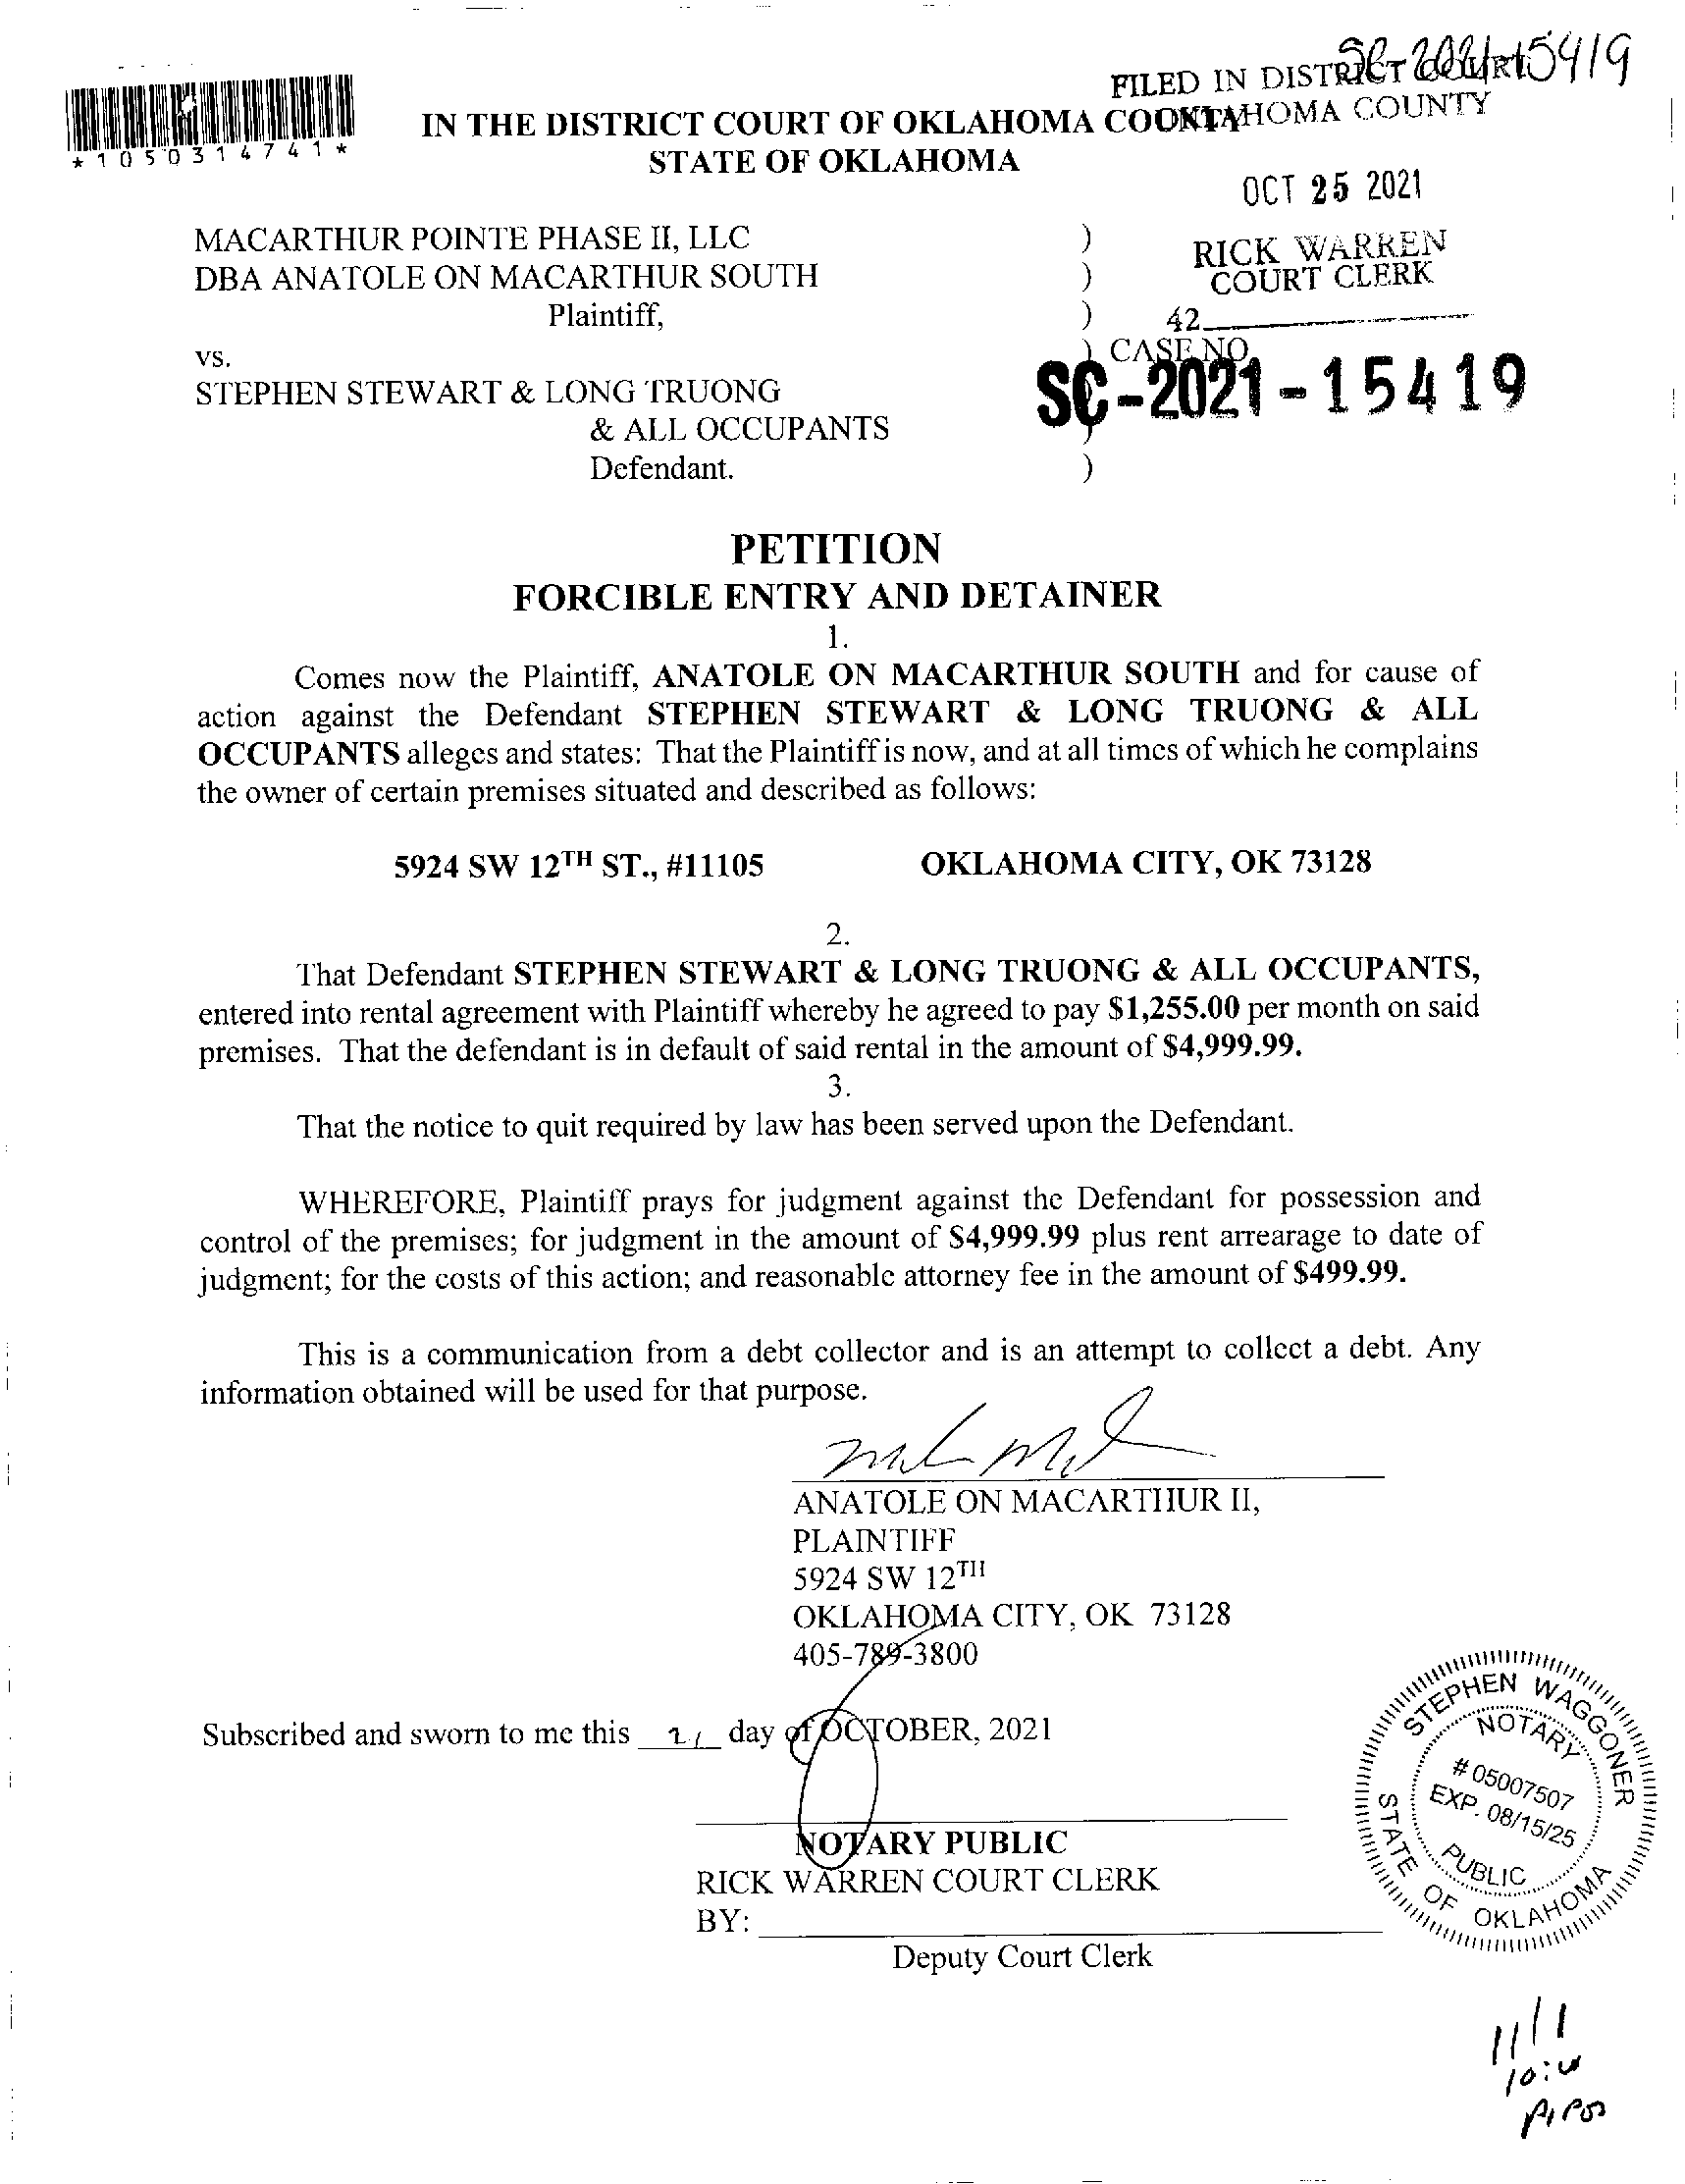 SC-2021-15419
FILED IN DISTRICT COURT
OKLAHOMA COUNTY
*1050314741*
IN THE DISTRICT COURT OF OKLAHOMA COUNTY
STATE OF OKLAHOMA
OCT 25 2021
MACARTHUR POINTE PHASE II, LLC )
DBA ANATOLE ON MACARTHUR SOUTH )
Plaintiff, )
RICK WARREN
COURT CLERK
42
vs. ) CASE NO
SC-2021-15419
STEPHEN STEWART & LONG TRUONG )
& ALL OCCUPANTS )
Defendant. )
PETITION
FORCIBLE ENTRY AND DETAINER
1.
Comes now the Plaintiff, ANATOLE ON MACARTHUR SOUTH and for cause of
action against the Defendant STEPHEN STEWART & LONG TRUONG & ALL
OCCUPANTS alleges and states: That the Plaintiff is now, and at all times of which he complains
the owner of certain premises situated and described as follows:
5924 SW 12TH ST., #11105 OKLAHOMA CITY, OK 73128
2.
That Defendant STEPHEN STEWART & LONG TRUONG & ALL OCCUPANTS,
entered into rental agreement with Plaintiff whereby he agreed to pay $1,255.00 per month on said
premises. That the defendant is in default of said rental in the amount of $4,999.99.
3.
That the notice to quit required by law has been served upon the Defendant.
WHEREFORE, Plaintiff prays for judgment against the Defendant for possession and
control of the premises; for judgment in the amount of $4,999.99 plus rent arrearage to date of
judgment; for the costs of this action; and reasonable attorney fee in the amount of $499.99.
This is a communication from a debt collector and is an attempt to collect a debt. Any
information obtained will be used for that purpose.
ANATOLE ON MACARTHUR II,
PLAINTIFF
5924 SW 12TH
OKLAHOMA CITY, OK 73128
405-789-3800
Subscribed and sworn to me this 21 day of OCTOBER, 2021
NOTARY PUBLIC
RICK WARREN COURT CLERK
BY:
Deputy Court Clerk
STEPHEN WAGGONER
NOTARY
# 05007507
EXP. 08/15/25
PUBLIC
STATE OF OKLAHOMA
11/1